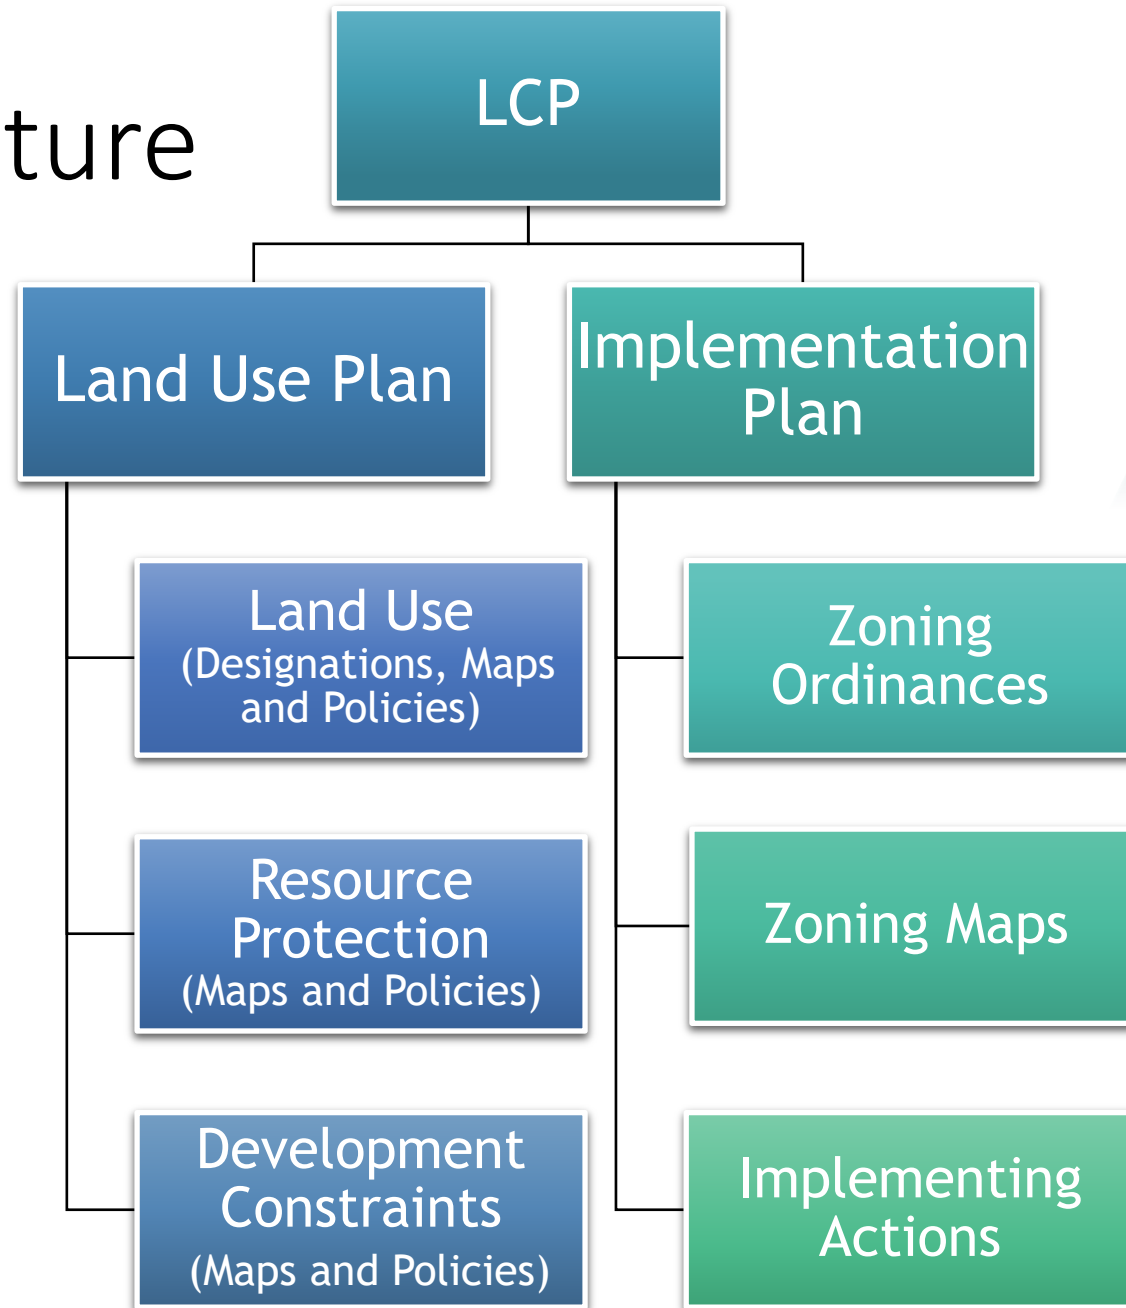 LCP
ture
Land Use Plan
Implementation
Plan
Land Use
(Designations, Maps
and Policies)
Resource
Protection
(Maps and Policies)
Development
Constraints
(Maps and Policies)
Zoning
Ordinances
Zoning Maps
Implementing
Actions